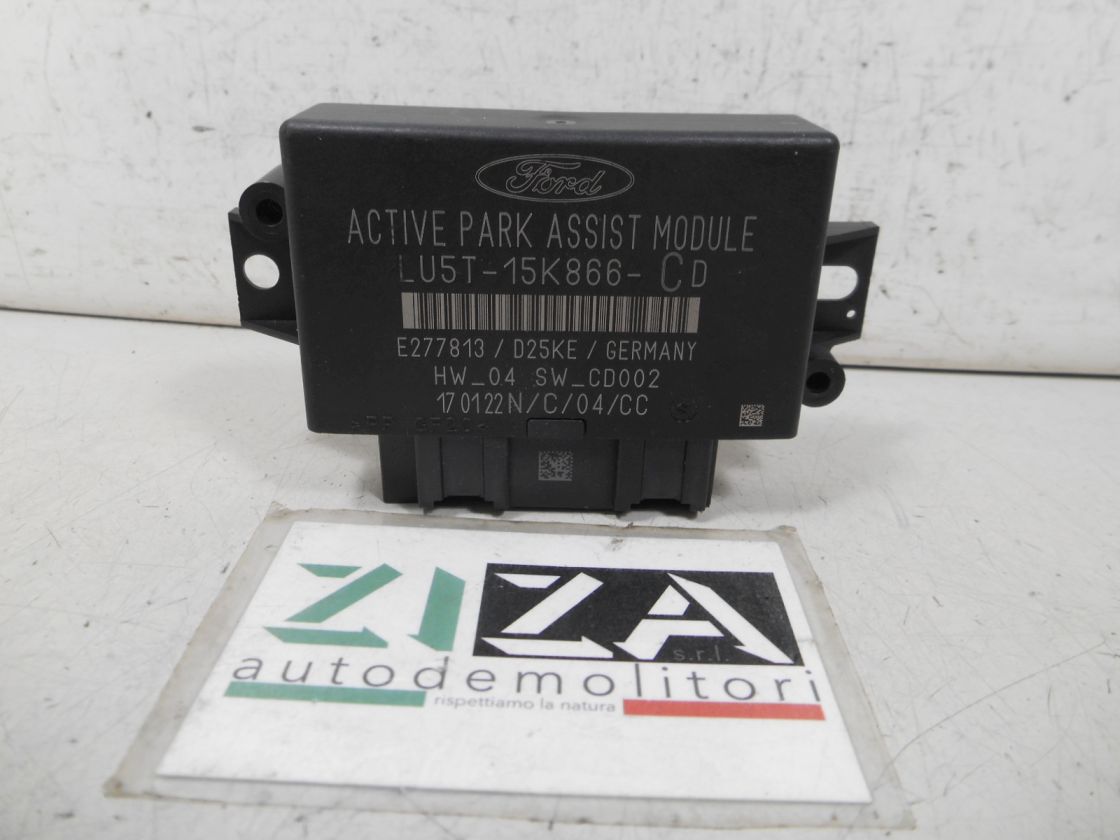 Ford
ACTIVE PARK ASSIST MODULE
LU5T-15K866-CD
E277813 / D25KE / GERMANY
HW_04 SW_CD002
170122N/C/04/CC
ZIZA
s.r.l.
autodemolitori
rispettiamo la natura